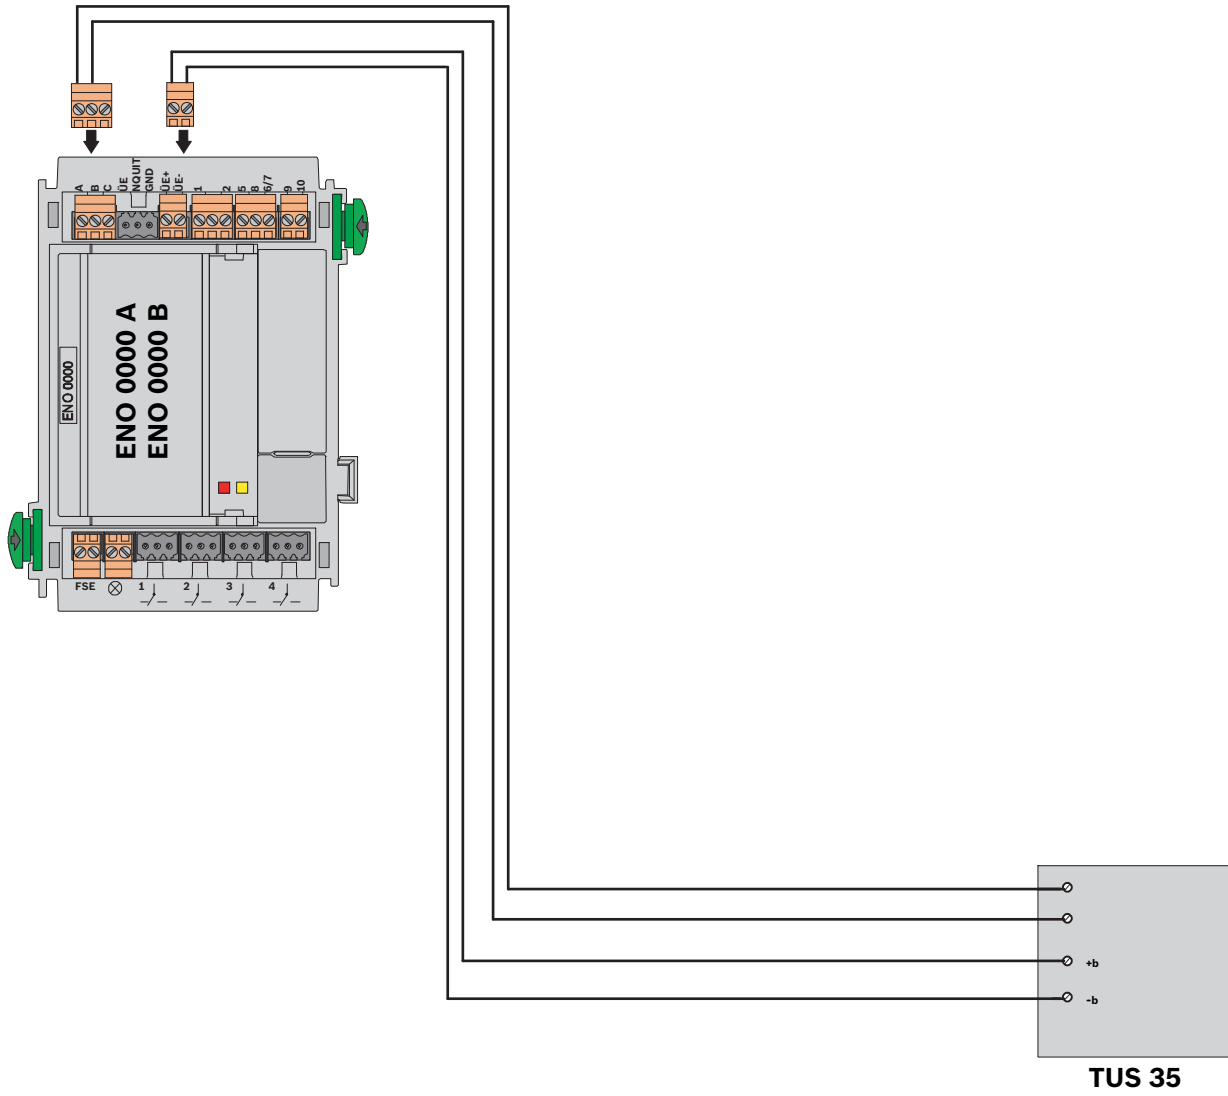 A
B
C
ÜE
NQUIT
GND
ÜE+
ÜE-
1
2
5
8
6/7
9
10
ENO 0000
ENO 0000 A
ENO 0000 B
FSE
1
2
3
4
+b
-b
TUS 35